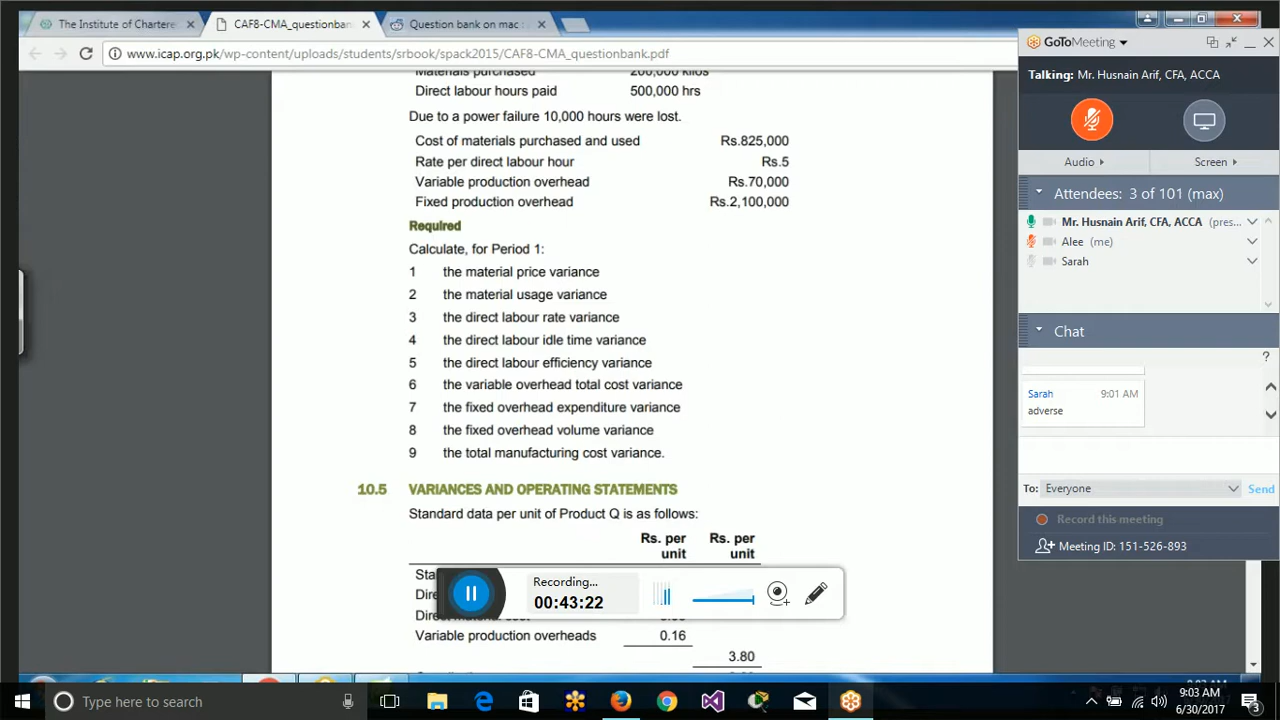 The Institute of Charter
CAF8-CMA_questionban
Question bank on mac
www.icap.org.pk/wp-content/uploads/students/srbook/spack2015/CAF8-CMA_questionbank.pdf
GoToMeeting
Talking: Mr. Husnain Arif, CFA, ACCA
Audio
Screen
Attendees: 3 of 101 (max)
Mr. Husnain Arif, CFA, ACCA (pres...
Alee (me)
Sarah
Chat
?
Sarah 9:01 AM
adverse
To: Everyone Send
Record this meeting
Meeting ID: 151-526-893
Materials purchased 200,000 kilos
Direct labour hours paid 500,000 hrs
Due to a power failure 10,000 hours were lost.
Cost of materials purchased and used Rs.825,000
Rate per direct labour hour Rs.5
Variable production overhead Rs.70,000
Fixed production overhead Rs.2,100,000
Required
Calculate, for Period 1:
1 the material price variance
2 the material usage variance
3 the direct labour rate variance
4 the direct labour idle time variance
5 the direct labour efficiency variance
6 the variable overhead total cost variance
7 the fixed overhead expenditure variance
8 the fixed overhead volume variance
9 the total manufacturing cost variance.
10.5 VARIANCES AND OPERATING STATEMENTS
Standard data per unit of Product Q is as follows:
Rs. per Rs. per
unit unit
Recording...
00:43:22
Variable production overheads 0.16
3.80
Type here to search
9:03 AM
6/30/2017
3